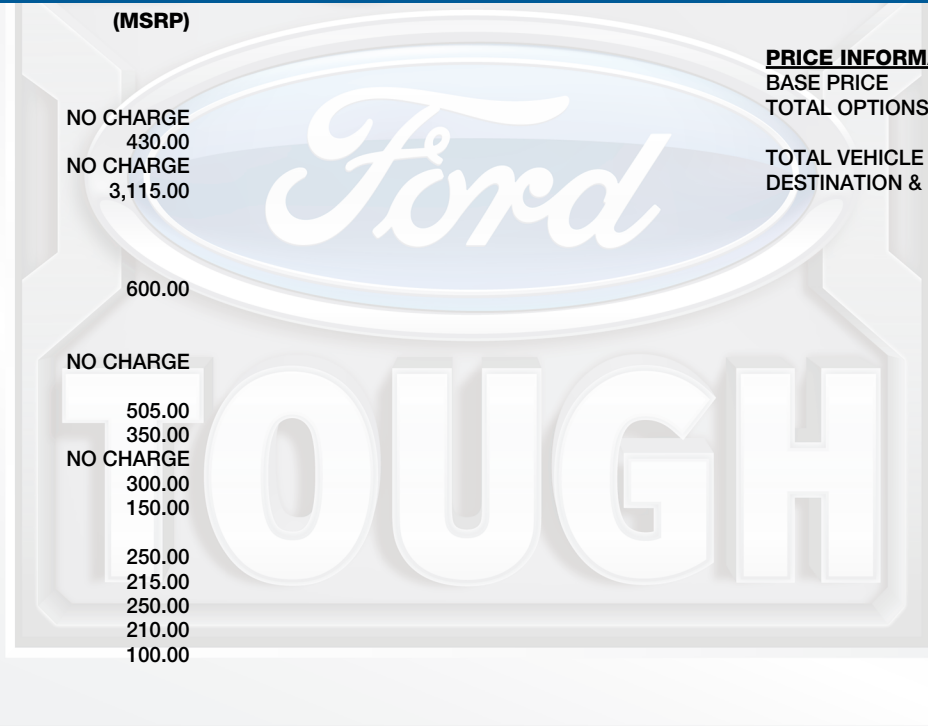 (MSRP)
NO CHARGE
430.00
NO CHARGE
3,115.00
600.00
NO CHARGE
505.00
350.00
NO CHARGE
300.00
150.00
250.00
215.00
250.00
210.00
100.00
PRICE INFORM
BASE PRICE
TOTAL OPTIONS
TOTAL VEHICLE
DESTINATION &
Ford
TOUGH